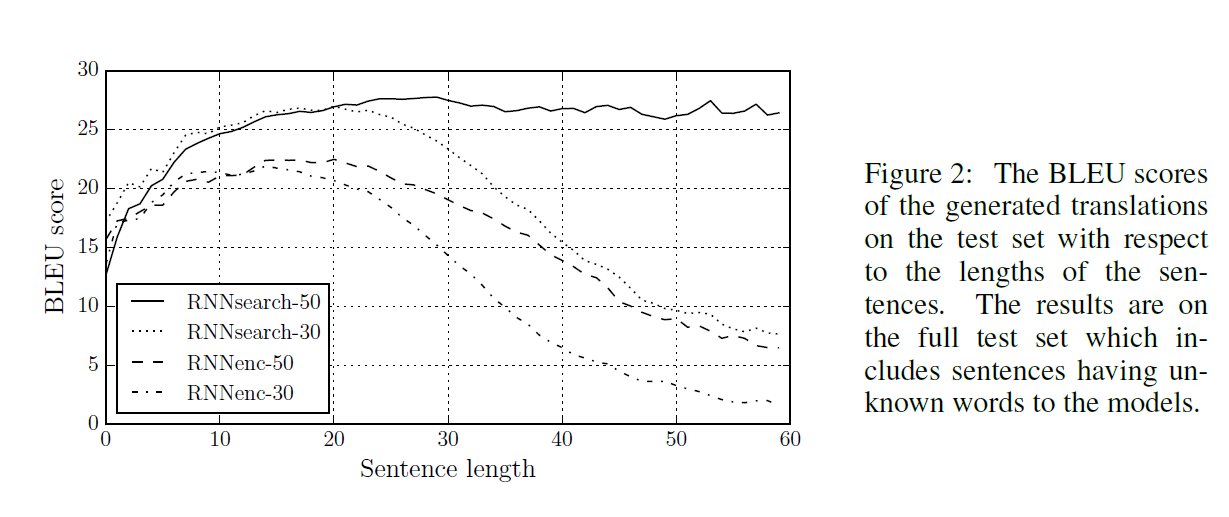 30
25
20
15
10
5
0
BLEU score
RNNsearch-50
RNNsearch-30
RNNenc-50
RNNenc-30
0 10 20 30 40 50 60
Sentence length
Figure 2: The BLEU scores
of the generated translations
on the test set with respect
to the lengths of the sen-
tences. The results are on
the full test set which in-
cludes sentences having un-
known words to the models.